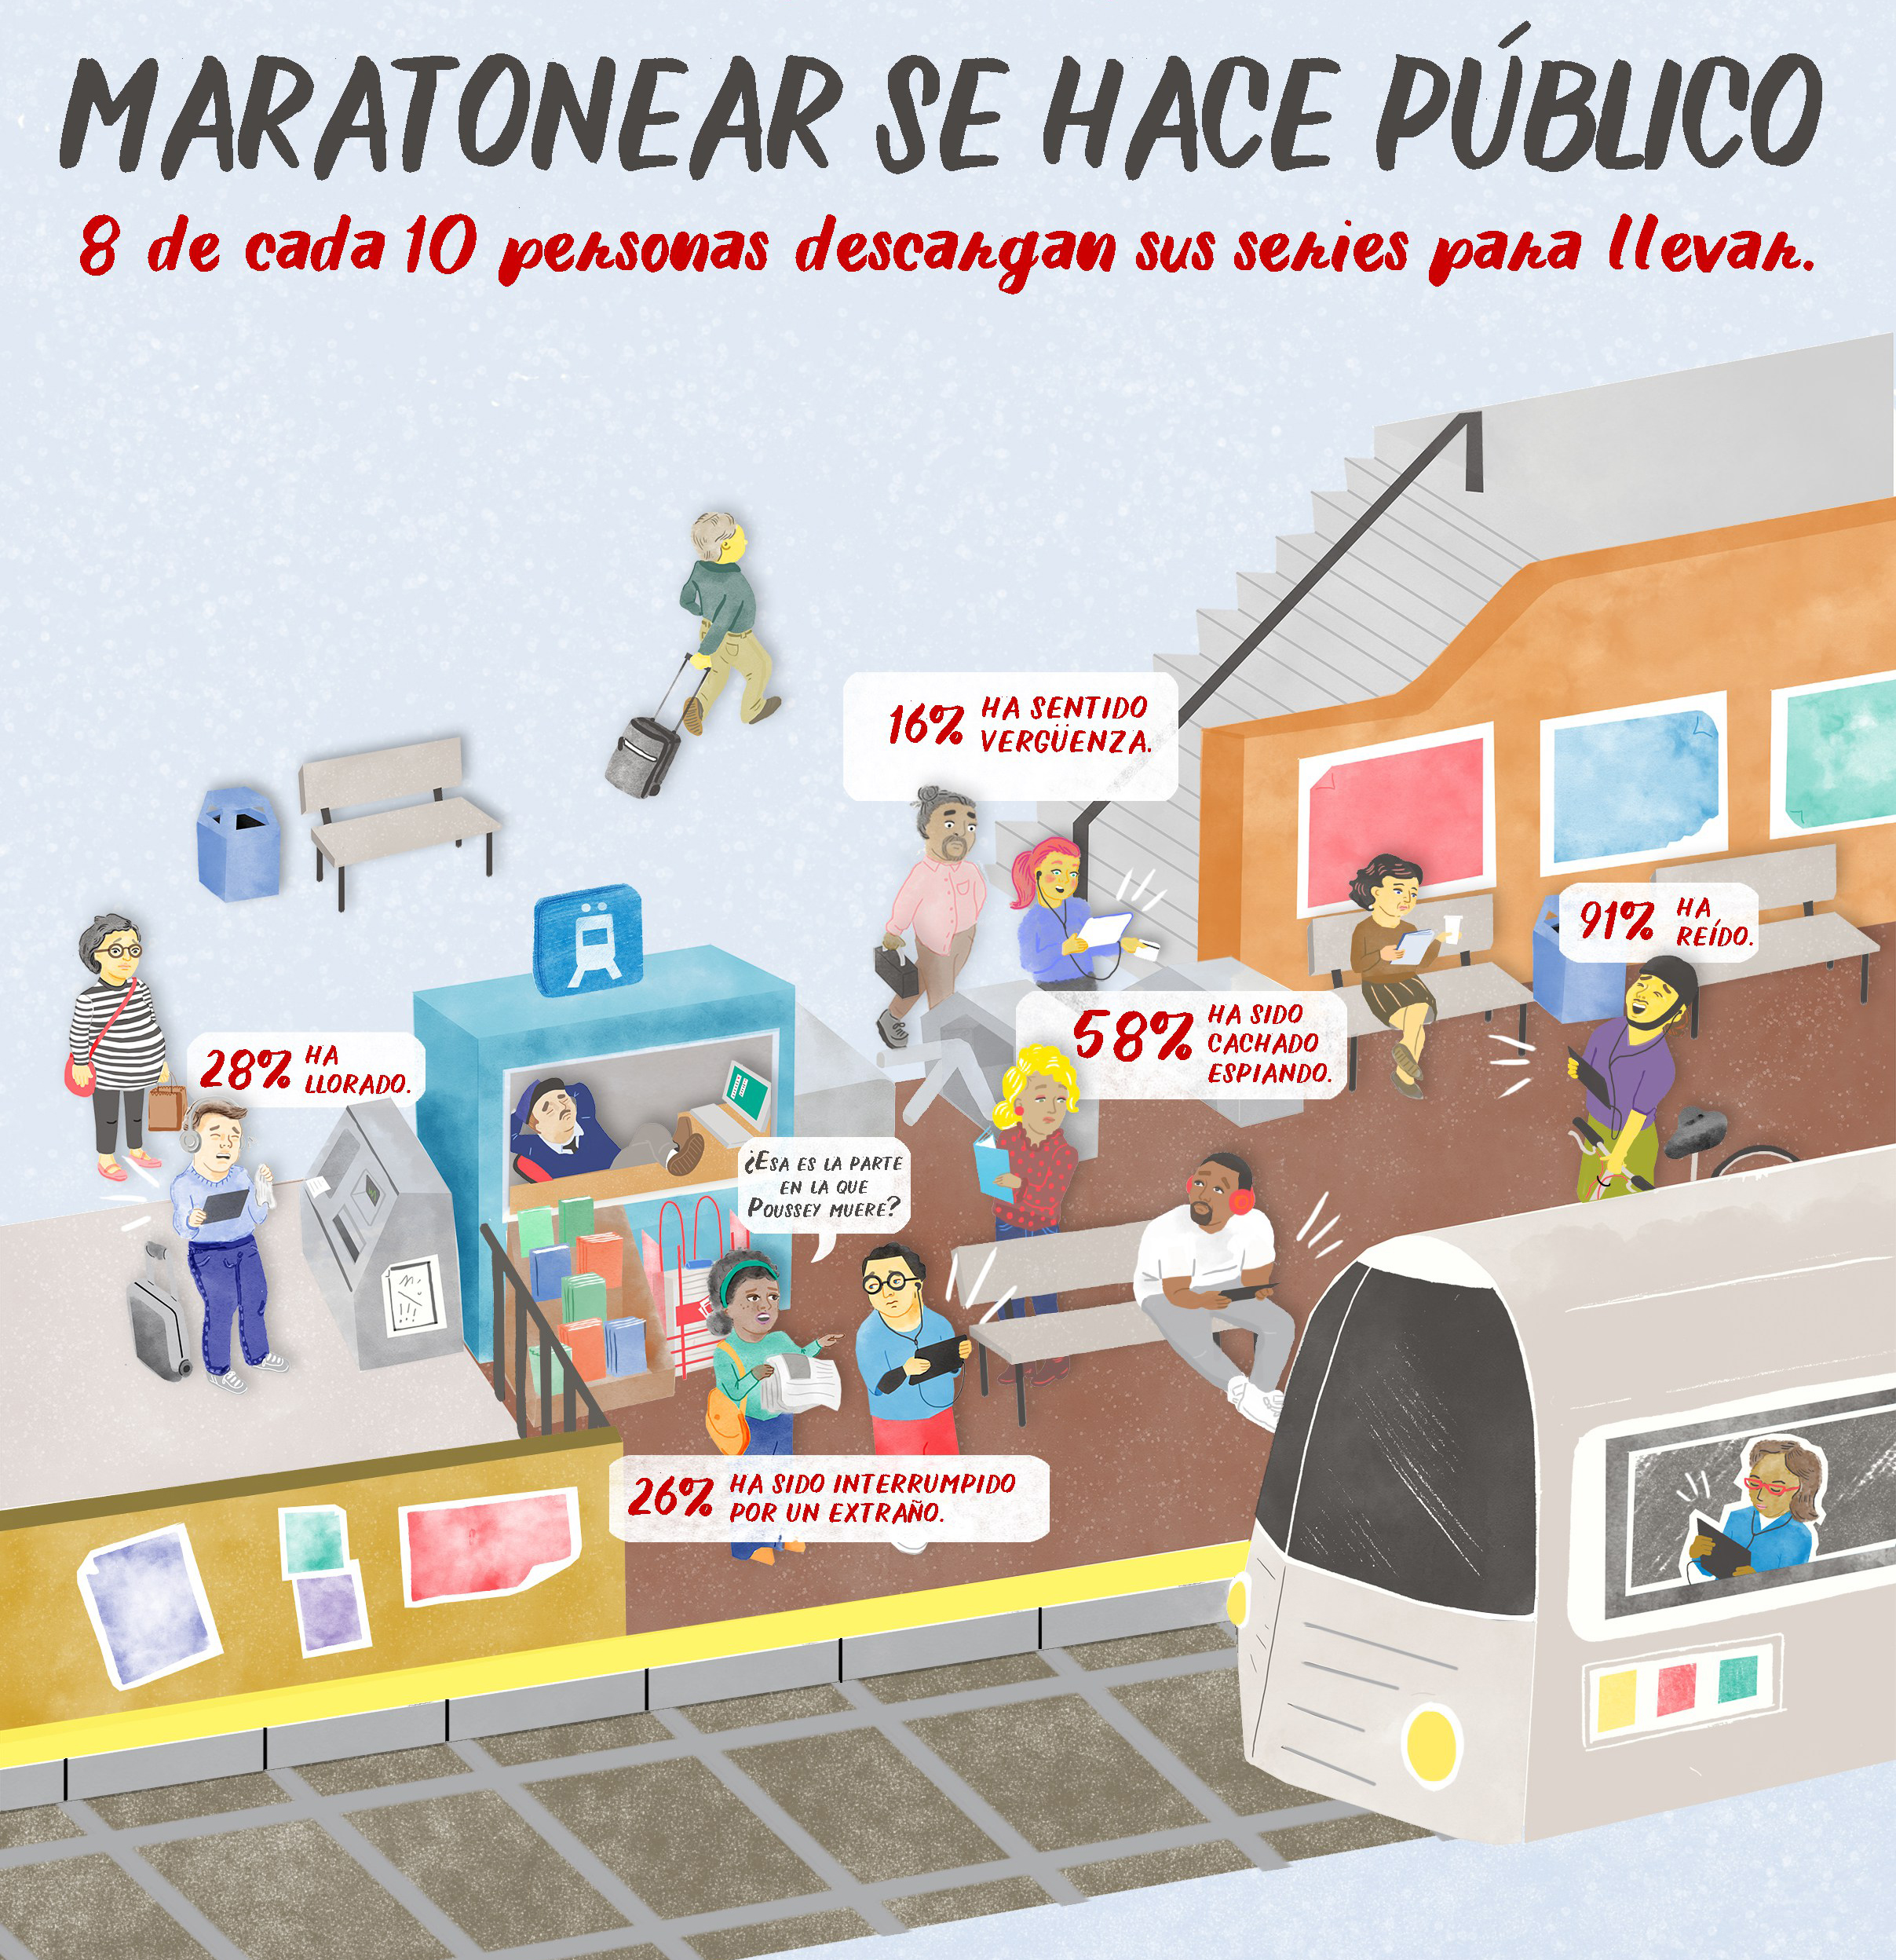 MARATONEAR SE HACE PÚBLICO
8 de cada 10 personas descargan sus series para llevar.
16% HA SENTIDO
VERGÜENZA.
91% HA
REÍDO.
58% HA SIDO
CACHADO
ESPIANDO.
28% HA
LLORADO.
¿ESA ES LA PARTE
EN LA QUE
POUSSEY MUERE?
26% HA SIDO INTERRUMPIDO
POR UN EXTRAÑO.